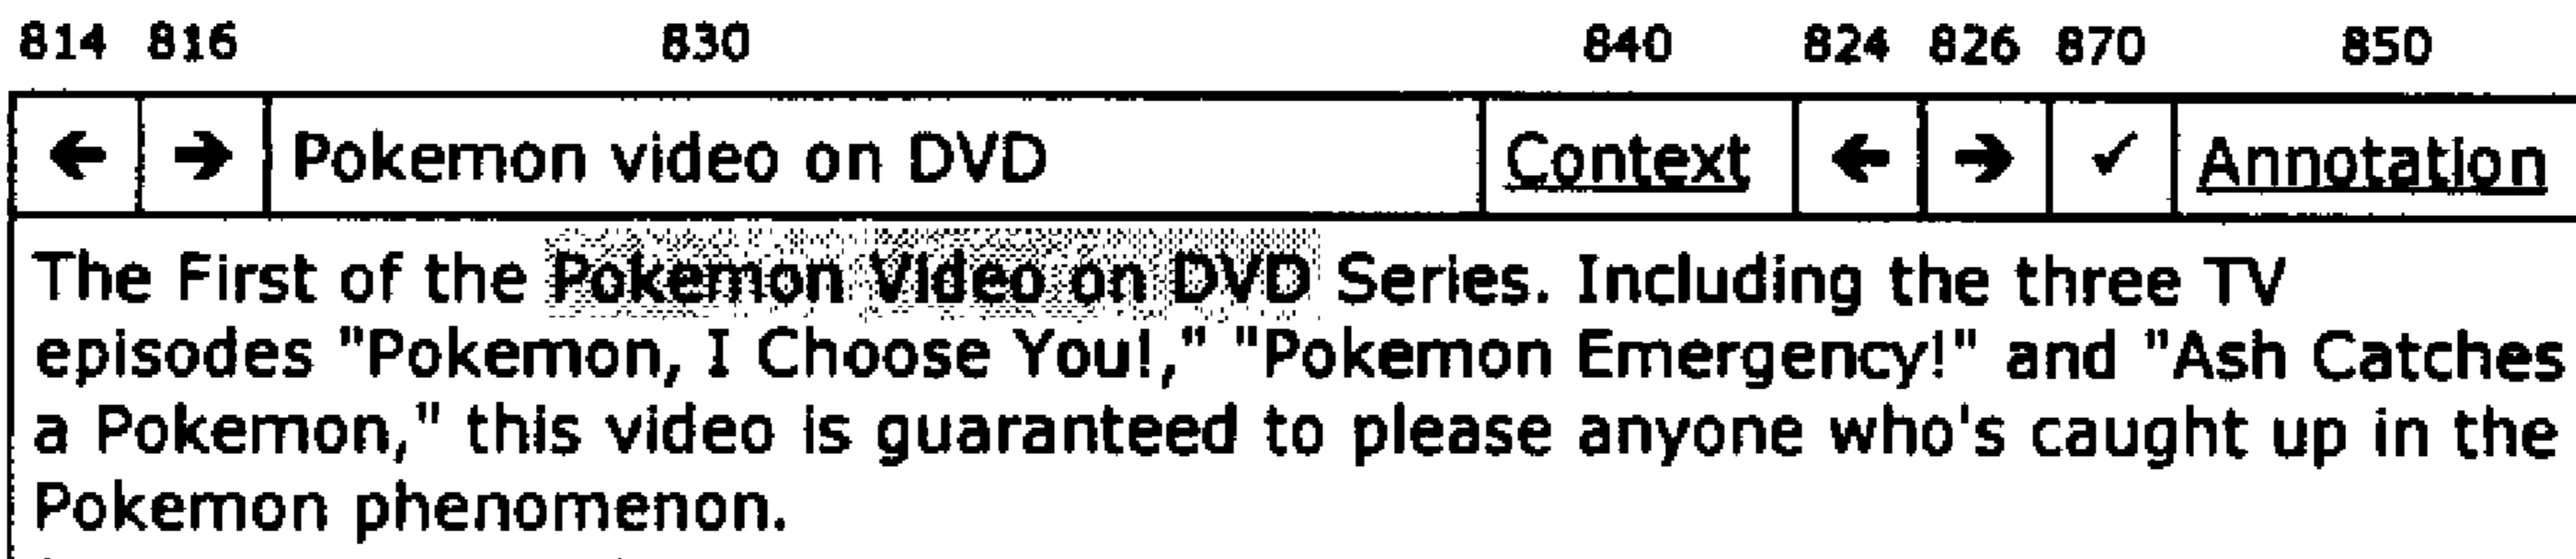 814 816 830 840 824 826 870 850
← → Pokemon video on DVD Context ← → ✓ Annotation
The First of the Pokemon Video on DVD Series. Including the three TV
episodes "Pokemon, I Choose You!," "Pokemon Emergency!" and "Ash Catches
a Pokemon," this video is guaranteed to please anyone who's caught up in the
Pokemon phenomenon.